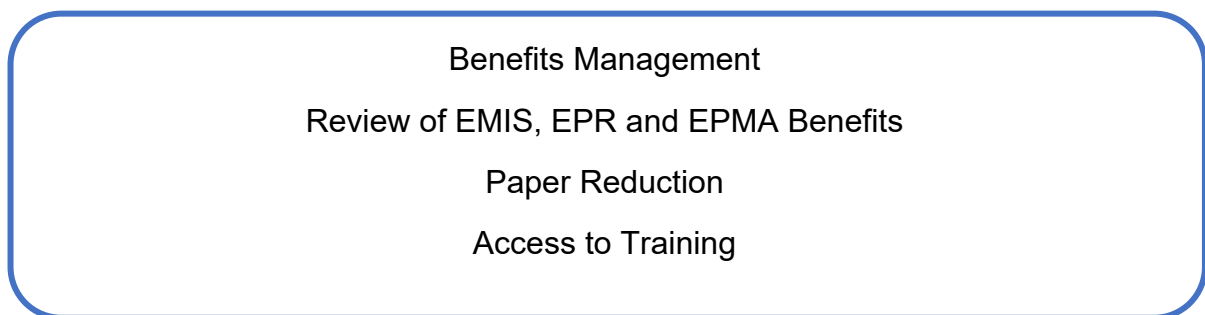 Benefits Management
Review of EMIS, EPR and EPMA Benefits
Paper Reduction
Access to Training